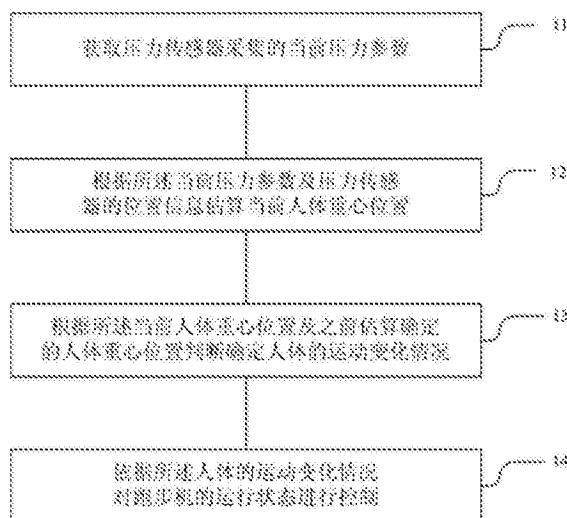 获取压力传感器采集的当前压力参数
11
根据所述当前压力参数及压力传感
器的位置信息估算当前人体重心位置
12
根据所述当前人体重心位置及之前估算确定
的人体重心位置判断确定人体的运动变化情况
13
依据所述人体的运动变化情况
对跑步机的运行状态进行控制
14